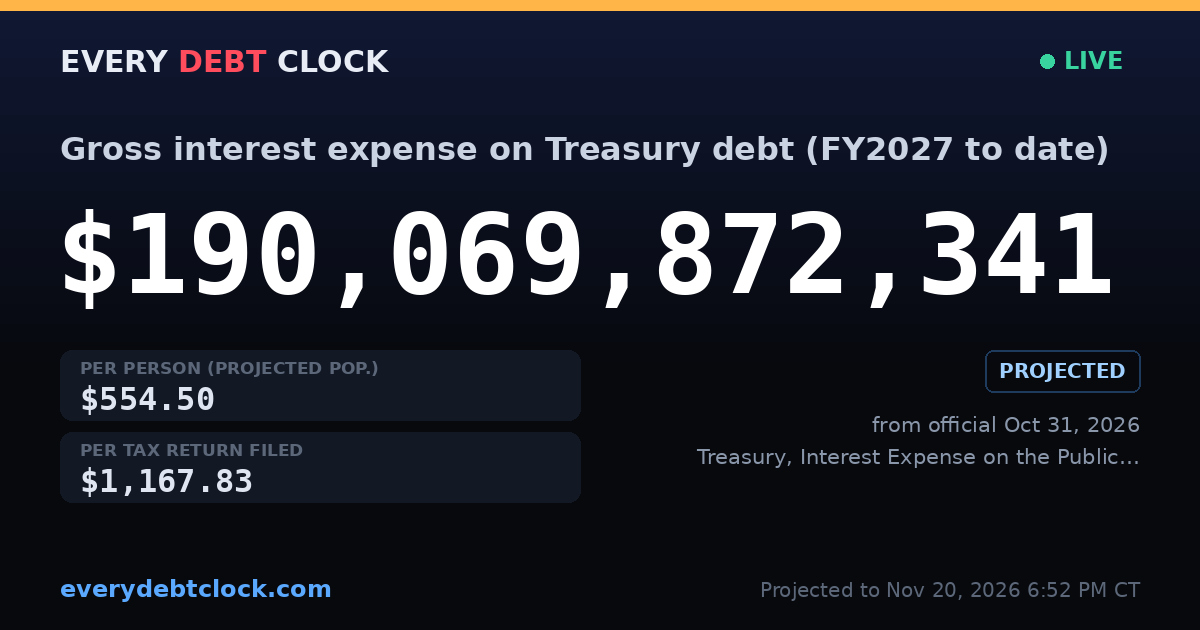 EVERY DEBT CLOCK
LIVE
Gross interest expense on Treasury debt (FY2027 to date)
$190,069,872,341
PER PERSON (PROJECTED POP.)
$554.50
PER TAX RETURN FILED
$1,167.83
PROJECTED
from official Oct 31, 2026
Treasury, Interest Expense on the Public…
everydebtclock.com
Projected to Nov 20, 2026 6:52 PM CT